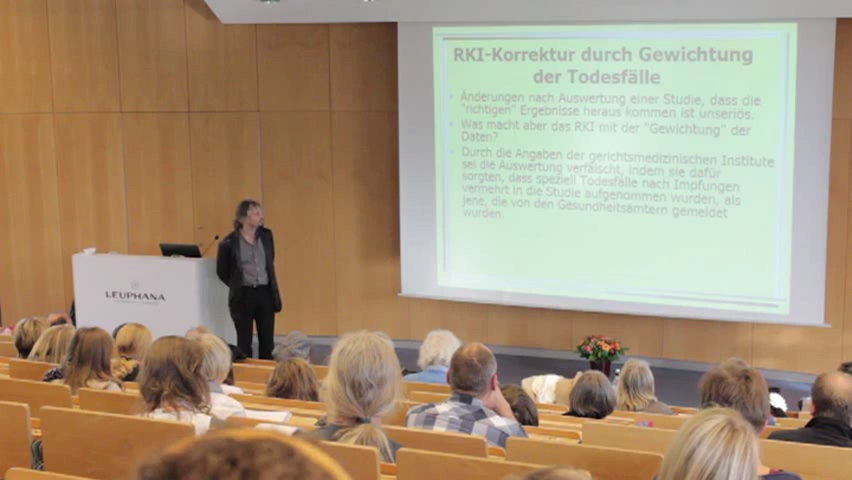 RKI-Korrektur durch Gewichtung
der Todesfälle
Änderungen nach Auswertung einer Studie, dass die
"richtigen" Ergebnisse heraus kommen ist unseriös.
Was macht aber das RKI mit der "Gewichtung" der
Daten?
Durch die Angaben der gerichtsmedizinischen Institute
sei die Auswertung verfälscht, indem sie dafür
sorgten, dass speziell Todesfälle nach Impfungen
vermehrt in die Studie aufgenommen wurden, als
jene, die von den Gesundheitsämtern gemeldet
wurden.
LEUPHANA